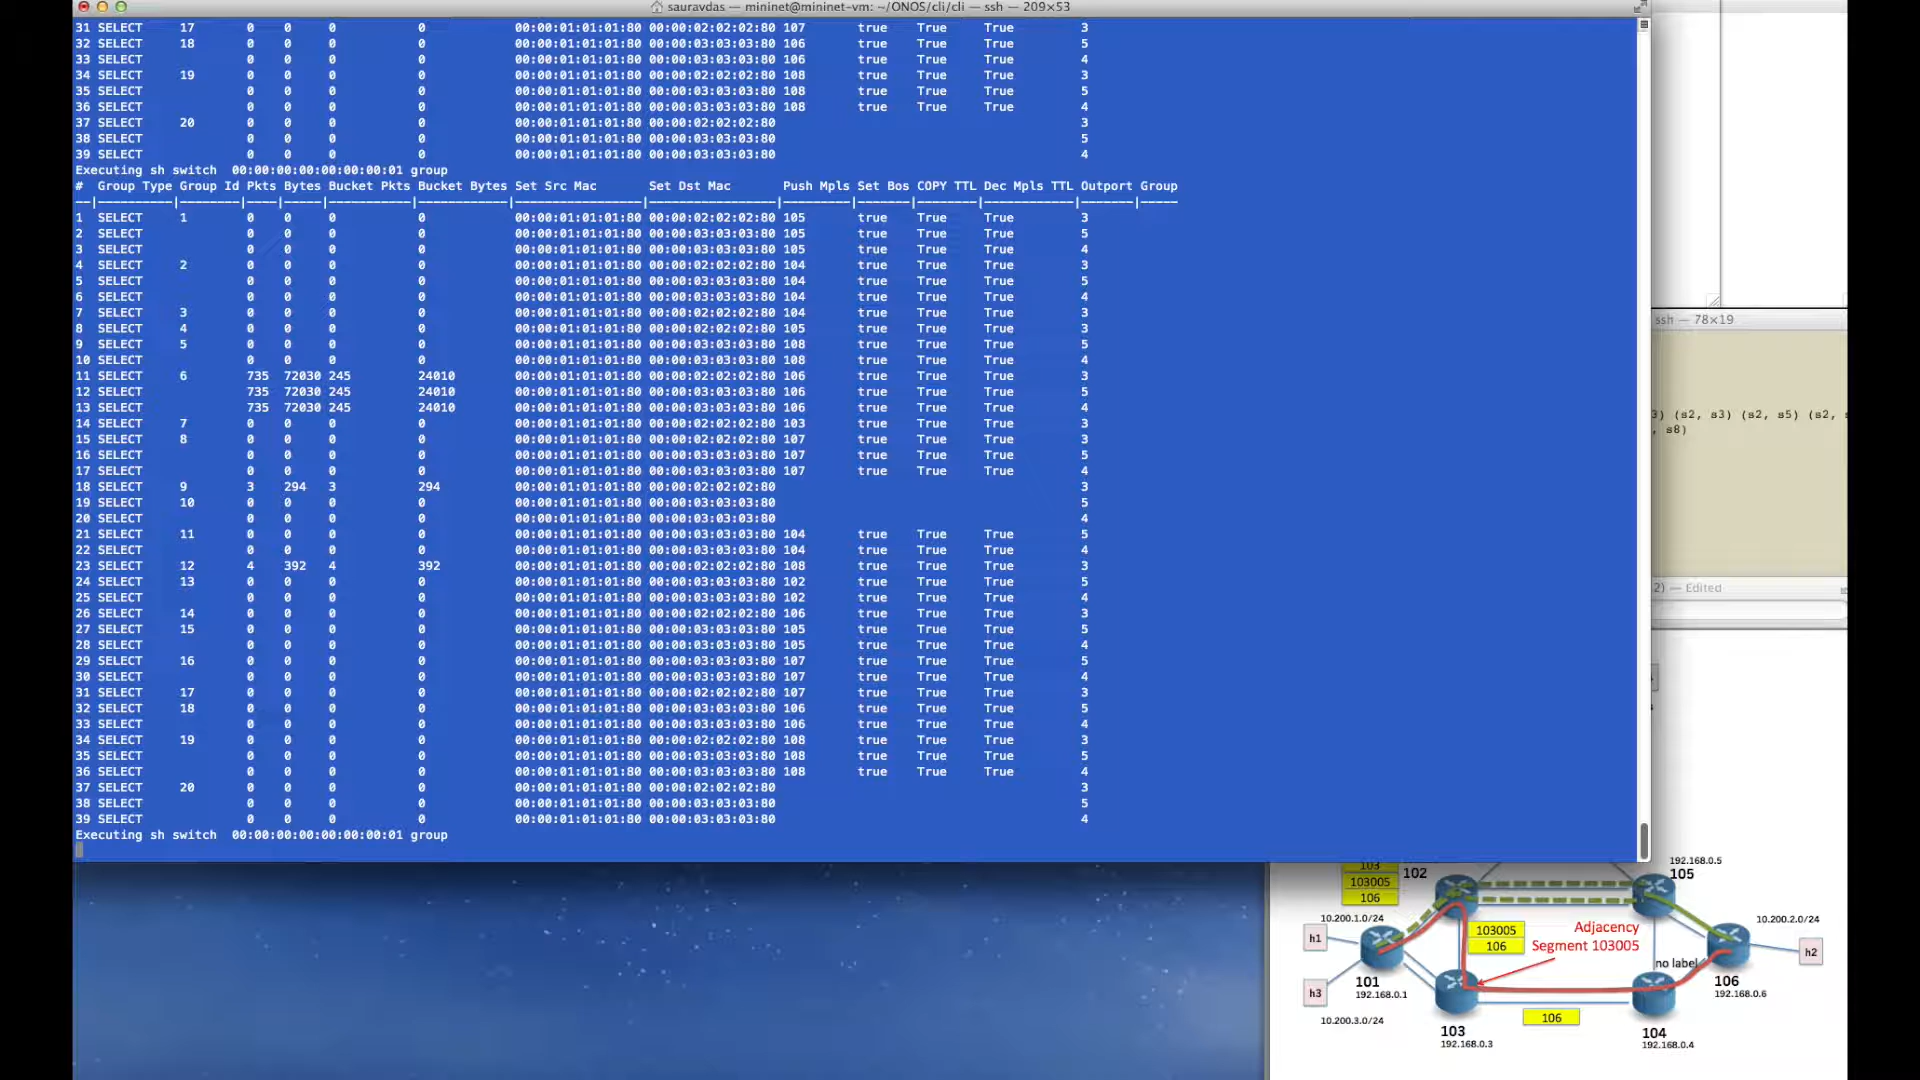 sauravdas — mininet@mininet-vm: ~/ONOS/cli/cli — ssh — 209×53
31 SELECT 17 0 0 0 0 00:00:01:01:01:80 00:00:02:02:02:80 107 true True True 3
32 SELECT 18 0 0 0 0 00:00:01:01:01:80 00:00:03:03:03:80 106 true True True 5
33 SELECT 0 0 0 0 00:00:01:01:01:80 00:00:03:03:03:80 106 true True True 4
34 SELECT 19 0 0 0 0 00:00:01:01:01:80 00:00:02:02:02:80 108 true True True 3
35 SELECT 0 0 0 0 00:00:01:01:01:80 00:00:03:03:03:80 108 true True True 5
36 SELECT 0 0 0 0 00:00:01:01:01:80 00:00:03:03:03:80 108 true True True 4
37 SELECT 20 0 0 0 0 00:00:01:01:01:80 00:00:02:02:02:80 3
38 SELECT 0 0 0 0 00:00:01:01:01:80 00:00:03:03:03:80 5
39 SELECT 0 0 0 0 00:00:01:01:01:80 00:00:03:03:03:80 4
Executing sh switch 00:00:00:00:00:00:00:01 group
# Group Type Group Id Pkts Bytes Bucket Pkts Bucket Bytes Set Src Mac Set Dst Mac Push Mpls Set Bos COPY TTL Dec Mpls TTL Outport Group
1 SELECT 1 0 0 0 0 00:00:01:01:01:80 00:00:02:02:02:80 105 true True True 3
2 SELECT 0 0 0 0 00:00:01:01:01:80 00:00:03:03:03:80 105 true True True 5
3 SELECT 0 0 0 0 00:00:01:01:01:80 00:00:03:03:03:80 105 true True True 4
4 SELECT 2 0 0 0 0 00:00:01:01:01:80 00:00:02:02:02:80 104 true True True 3
5 SELECT 0 0 0 0 00:00:01:01:01:80 00:00:03:03:03:80 104 true True True 5
6 SELECT 0 0 0 0 00:00:01:01:01:80 00:00:03:03:03:80 104 true True True 4
7 SELECT 3 0 0 0 0 00:00:01:01:01:80 00:00:02:02:02:80 104 true True True 3
8 SELECT 4 0 0 0 0 00:00:01:01:01:80 00:00:02:02:02:80 105 true True True 3
9 SELECT 5 0 0 0 0 00:00:01:01:01:80 00:00:03:03:03:80 108 true True True 5
10 SELECT 0 0 0 0 00:00:01:01:01:80 00:00:03:03:03:80 108 true True True 4
11 SELECT 6 735 72030 245 24010 00:00:01:01:01:80 00:00:02:02:02:80 106 true True True 3
12 SELECT 735 72030 245 24010 00:00:01:01:01:80 00:00:03:03:03:80 106 true True True 5
13 SELECT 735 72030 245 24010 00:00:01:01:01:80 00:00:03:03:03:80 106 true True True 4
14 SELECT 7 0 0 0 0 00:00:01:01:01:80 00:00:02:02:02:80 103 true True True 3
15 SELECT 8 0 0 0 0 00:00:01:01:01:80 00:00:02:02:02:80 107 true True True 3
16 SELECT 0 0 0 0 00:00:01:01:01:80 00:00:03:03:03:80 107 true True True 5
17 SELECT 0 0 0 0 00:00:01:01:01:80 00:00:03:03:03:80 107 true True True 4
18 SELECT 9 3 294 3 294 00:00:01:01:01:80 00:00:02:02:02:80 3
19 SELECT 10 0 0 0 0 00:00:01:01:01:80 00:00:03:03:03:80 5
20 SELECT 0 0 0 0 00:00:01:01:01:80 00:00:03:03:03:80 4
21 SELECT 11 0 0 0 0 00:00:01:01:01:80 00:00:03:03:03:80 104 true True True 5
22 SELECT 0 0 0 0 00:00:01:01:01:80 00:00:03:03:03:80 104 true True True 4
23 SELECT 12 4 392 4 392 00:00:01:01:01:80 00:00:02:02:02:80 108 true True True 3
24 SELECT 13 0 0 0 0 00:00:01:01:01:80 00:00:03:03:03:80 102 true True True 5
25 SELECT 0 0 0 0 00:00:01:01:01:80 00:00:03:03:03:80 102 true True True 4
26 SELECT 14 0 0 0 0 00:00:01:01:01:80 00:00:02:02:02:80 106 true True True 3
27 SELECT 15 0 0 0 0 00:00:01:01:01:80 00:00:03:03:03:80 105 true True True 5
28 SELECT 0 0 0 0 00:00:01:01:01:80 00:00:03:03:03:80 105 true True True 4
29 SELECT 16 0 0 0 0 00:00:01:01:01:80 00:00:03:03:03:80 107 true True True 5
30 SELECT 0 0 0 0 00:00:01:01:01:80 00:00:03:03:03:80 107 true True True 4
31 SELECT 17 0 0 0 0 00:00:01:01:01:80 00:00:02:02:02:80 107 true True True 3
32 SELECT 18 0 0 0 0 00:00:01:01:01:80 00:00:03:03:03:80 106 true True True 5
33 SELECT 0 0 0 0 00:00:01:01:01:80 00:00:03:03:03:80 106 true True True 4
34 SELECT 19 0 0 0 0 00:00:01:01:01:80 00:00:02:02:02:80 108 true True True 3
35 SELECT 0 0 0 0 00:00:01:01:01:80 00:00:03:03:03:80 108 true True True 5
36 SELECT 0 0 0 0 00:00:01:01:01:80 00:00:03:03:03:80 108 true True True 4
37 SELECT 20 0 0 0 0 00:00:01:01:01:80 00:00:02:02:02:80 3
38 SELECT 0 0 0 0 00:00:01:01:01:80 00:00:03:03:03:80 5
39 SELECT 0 0 0 0 00:00:01:01:01:80 00:00:03:03:03:80 4
Executing sh switch 00:00:00:00:00:00:00:01 group
ssh — 78×19
3) (s2, s3) (s2, s5) (s2,
, s8)
2) — Edited
103
103005
106
102
192.168.0.5
105
10.200.1.0/24
h1
103005
106
Adjacency
Segment 103005
10.200.2.0/24
h2
no label
101
192.168.0.1
h3
10.200.3.0/24
106
192.168.0.6
106
103
192.168.0.3
104
192.168.0.4